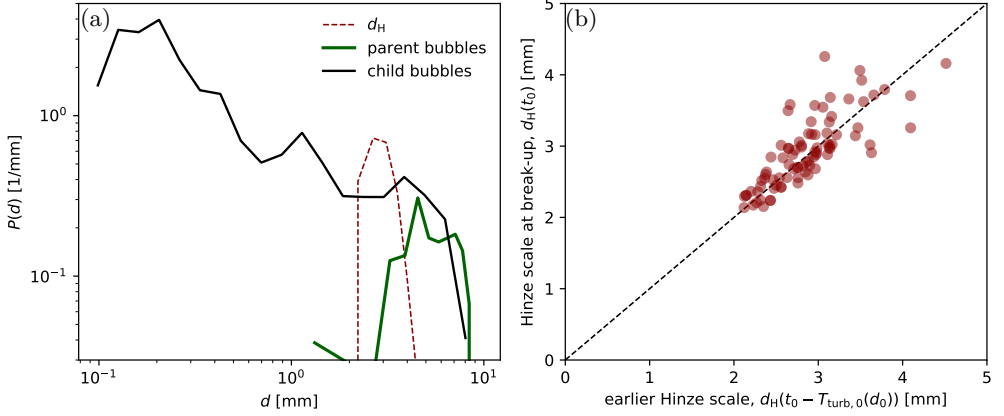 (a)
d_H
parent bubbles
child bubbles
10^0
10^{-1}
P(d) [1/mm]
10^{-1}
10^0
10^1
d [mm]
(b)
5
4
3
2
1
0
Hinze scale at break-up, d_H(t_0) [mm]
0
1
2
3
4
5
earlier Hinze scale, d_H(t_0 − T_{turb,0}(d_0)) [mm]